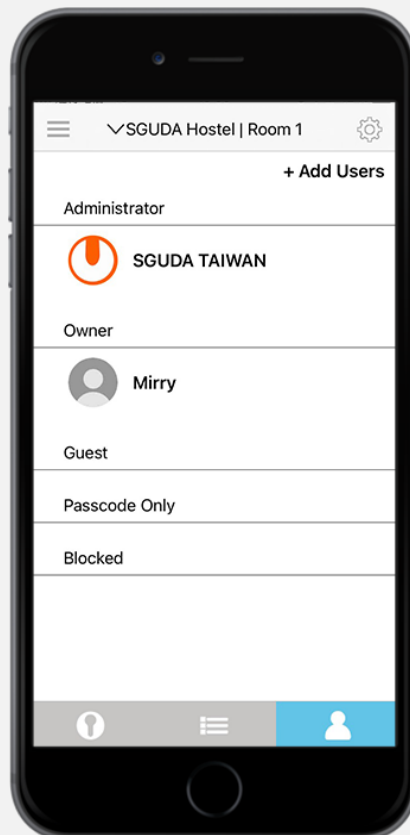 SGUDA Hostel | Room 1
+ Add Users
Administrator
SGUDA TAIWAN
Owner
Mirry
Guest
Passcode Only
Blocked